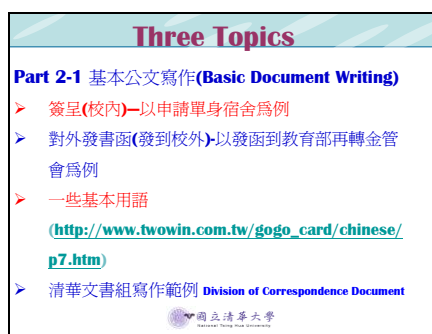 Three Topics
Part 2-1 基本公文寫作(Basic Document Writing)
簽呈(校內)—以申請單身宿舍爲例
對外發書函(發到校外)-以發函到教育部再轉金管
會爲例
一些基本用語
(http://www.twowin.com.tw/gogo_card/chinese/
p7.htm)
清華文書組寫作範例 Division of Correspondence Document
國立清華大學
National Tsing Hua University